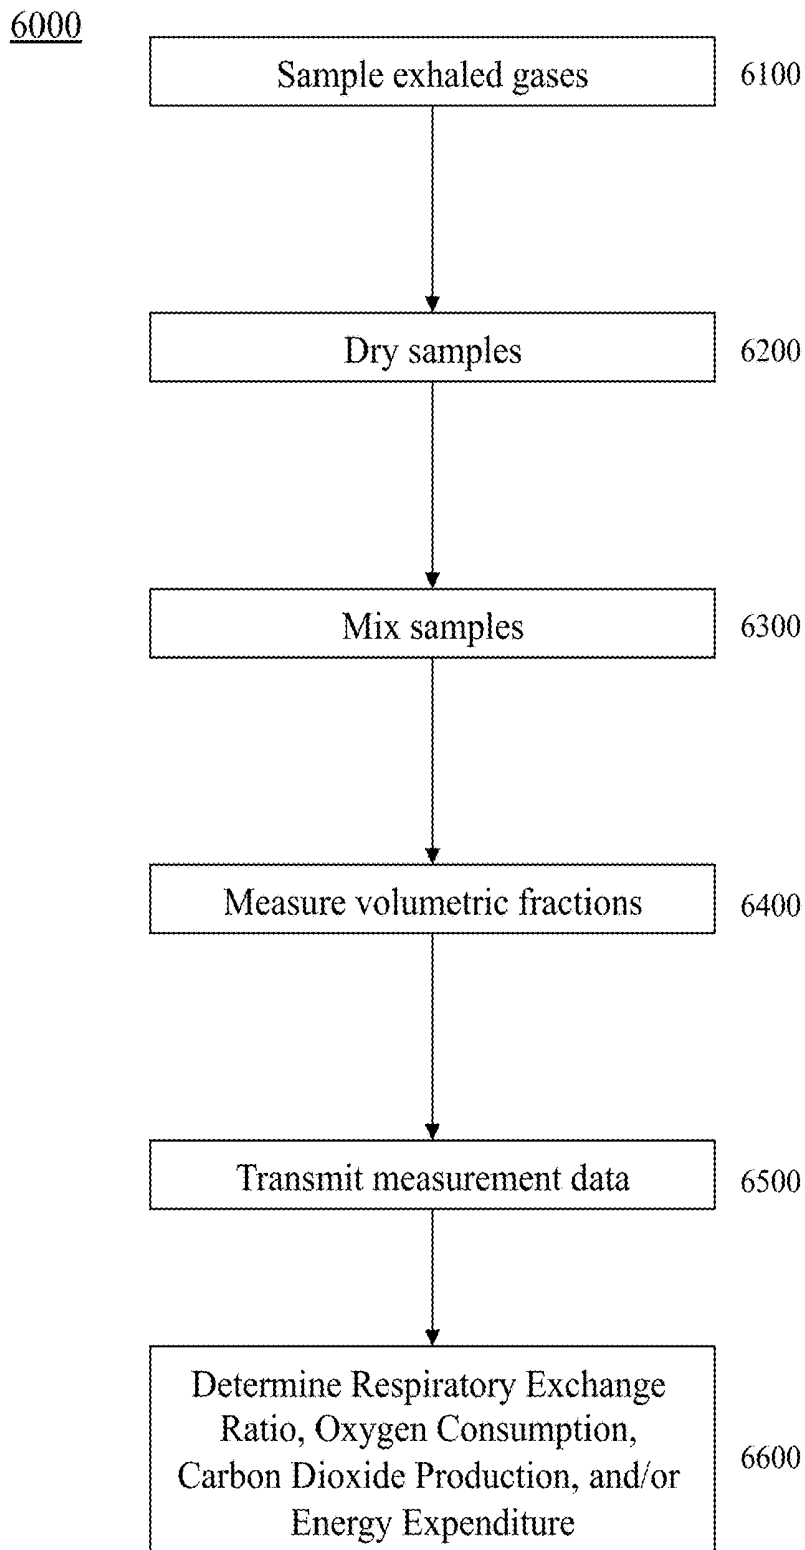 6000
Sample exhaled gases
6100
Dry samples
6200
Mix samples
6300
Measure volumetric fractions
6400
Transmit measurement data
6500
Determine Respiratory Exchange
Ratio, Oxygen Consumption,
Carbon Dioxide Production, and/or
Energy Expenditure
6600